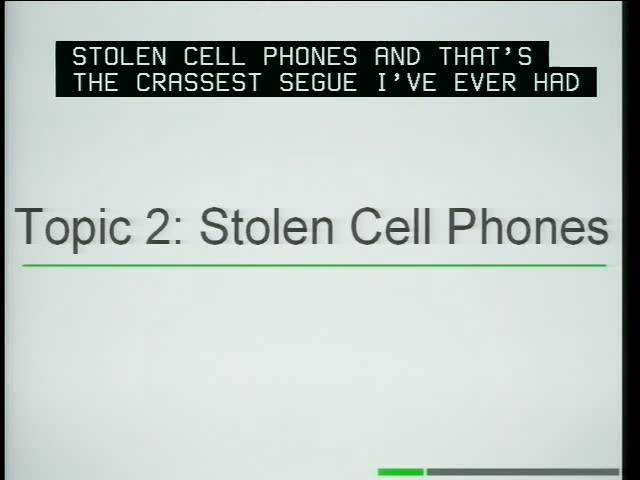 STOLEN CELL PHONES AND THAT'S
THE CRASSEST SEGUE I'VE EVER HAD
Topic 2: Stolen Cell Phones